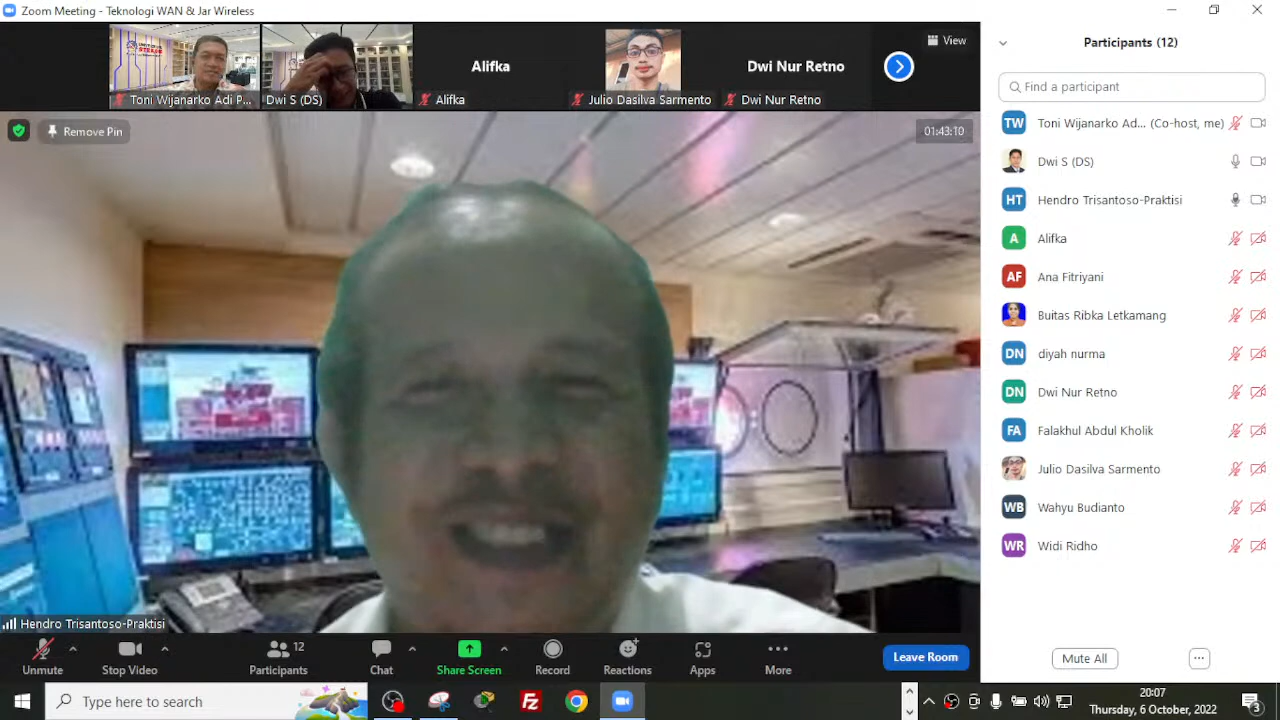 Zoom Meeting - Teknologi WAN & Jar Wireless
Toni Wijanarko Adi P...
Dwi S (DS)
Alifka
Alifka
Julio Dasilva Sarmento
Dwi Nur Retno
Dwi Nur Retno
View
Remove Pin
01:43:10
Hendro Trisantoso-Praktisi
Participants (12)
Find a participant
TW Toni Wijanarko Ad... (Co-host, me)
Dwi S (DS)
HT Hendro Trisantoso-Praktisi
A Alifka
AF Ana Fitriyani
Buitas Ribka Letkamang
DN diyah nurma
DN Dwi Nur Retno
FA Falakhul Abdul Kholik
Julio Dasilva Sarmento
WB Wahyu Budianto
WR Widi Ridho
Mute All
Unmute
Stop Video
12
Participants
Chat
Share Screen
Record
Reactions
Apps
More
Leave Room
Type here to search
20:07
Thursday, 6 October, 2022
3